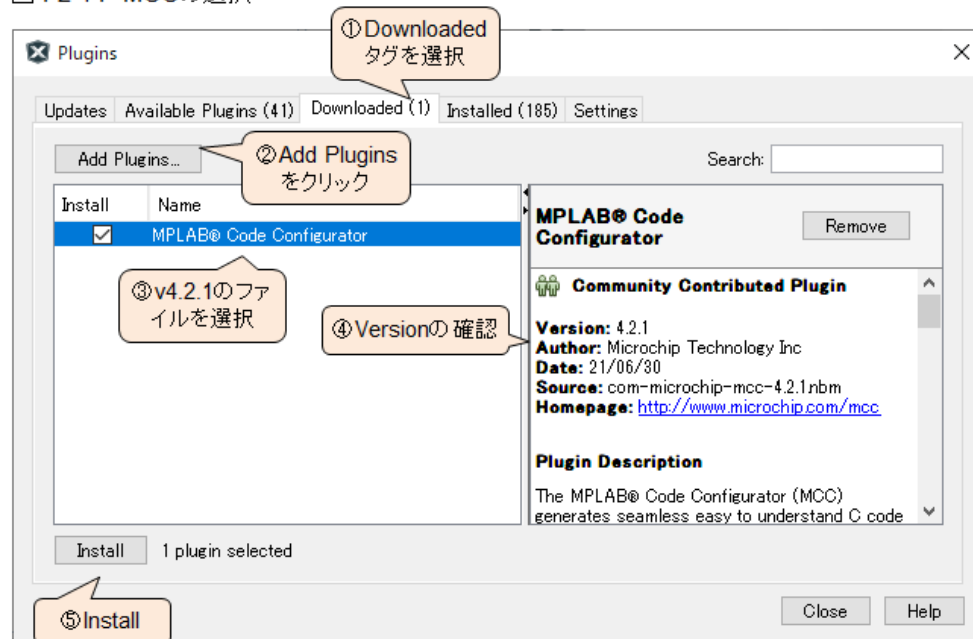 ①Downloaded
タグを選択
Plugins
Updates Available Plugins (41) Downloaded (1) Installed (185) Settings
Add Plugins...
②Add Plugins
をクリック
Search:
Install Name
MPLAB® Code Configurator
③v4.2.1のファ
イルを選択
④Versionの確認
MPLAB® Code
Configurator
Remove
Community Contributed Plugin
Version: 4.2.1
Author: Microchip Technology Inc
Date: 21/06/30
Source: com-microchip-mcc-4.2.1.nbm
Homepage: http://www.microchip.com/mcc
Plugin Description
The MPLAB® Code Configurator (MCC)
generates seamless easy to understand C code
Install 1 plugin selected
⑤Install
Close Help